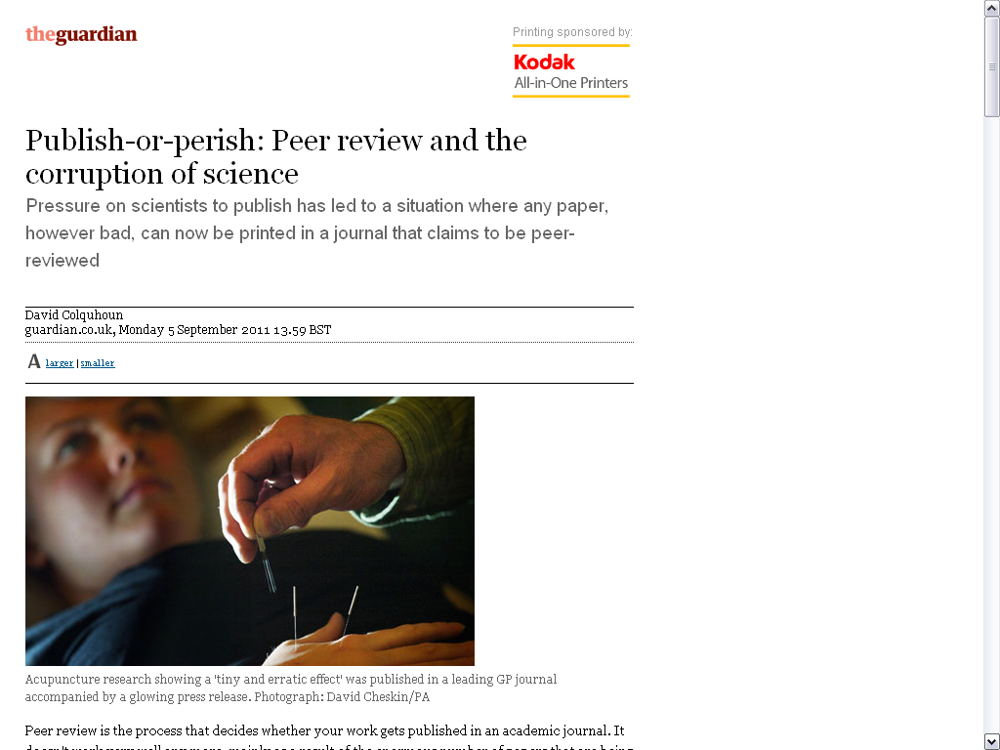 theguardian
Printing sponsored by:
Kodak
All-in-One Printers
Publish-or-perish: Peer review and the
corruption of science
Pressure on scientists to publish has led to a situation where any paper,
however bad, can now be printed in a journal that claims to be peer-
reviewed
David Colquhoun
guardian.co.uk, Monday 5 September 2011 13.59 BST
A larger | smaller
Acupuncture research showing a 'tiny and erratic effect' was published in a leading GP journal
accompanied by a glowing press release. Photograph: David Cheskin/PA
Peer review is the process that decides whether your work gets published in an academic journal. It